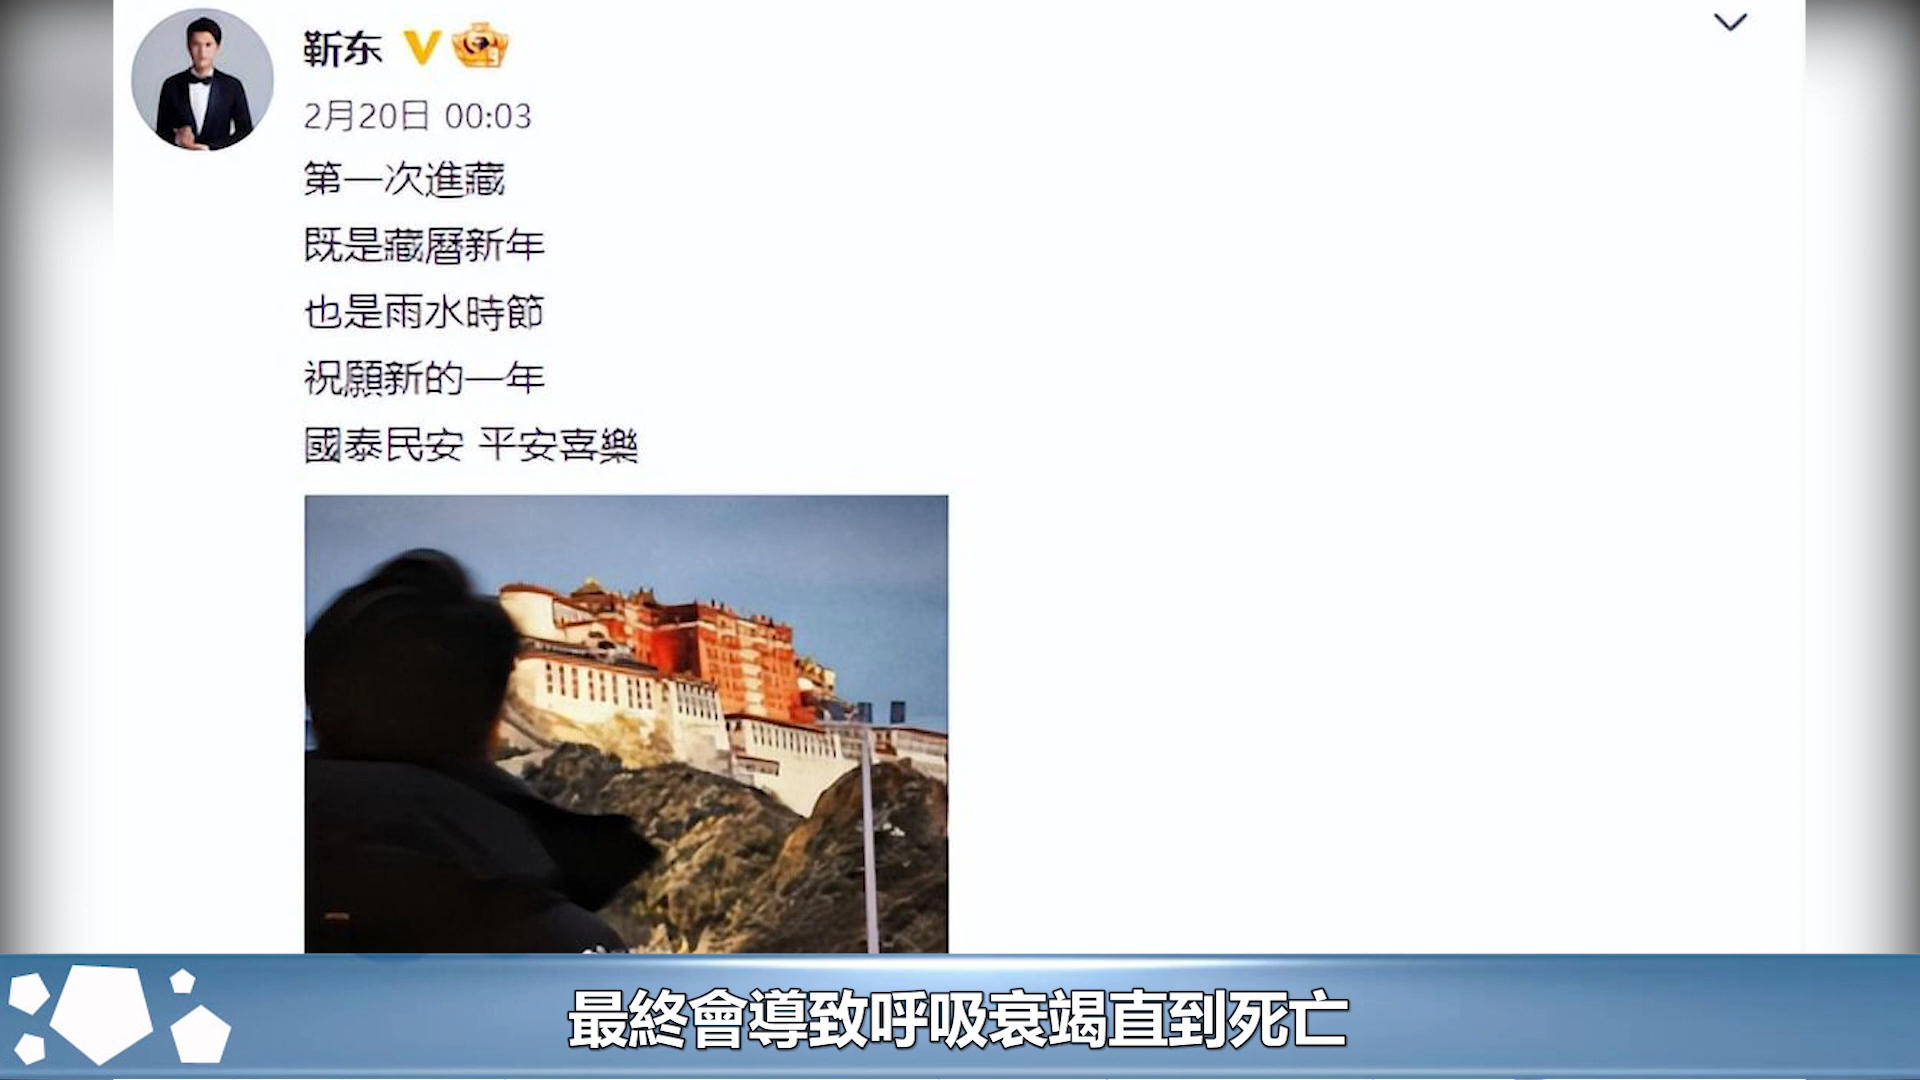 靳东
2月20日 00:03
第一次進藏
既是藏曆新年
也是雨水時節
祝願新的一年
國泰民安 平安喜樂
最終會導致呼吸衰竭直到死亡